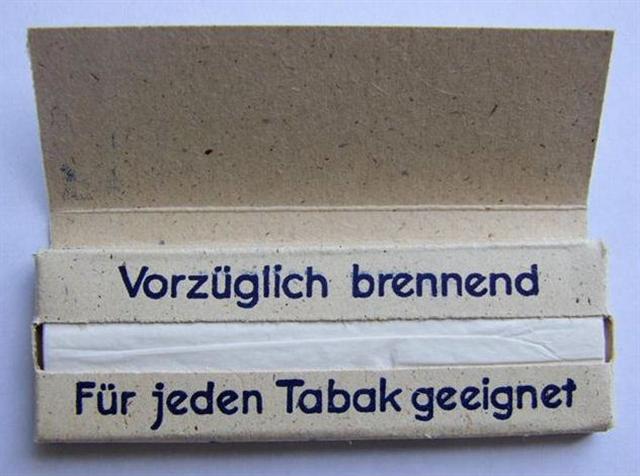 Vorzüglich brennend
Für jeden Tabak geeignet